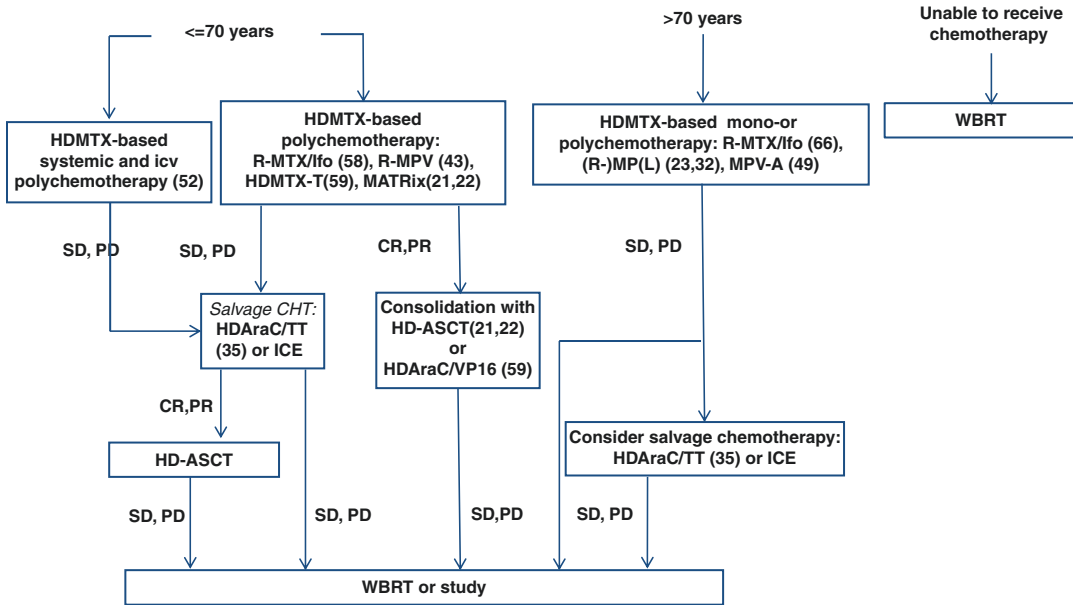 <=70 years
>70 years
Unable to receive
chemotherapy
HDMTX-based
systemic and icv
polychemotherapy (52)
HDMTX-based
polychemotherapy:
R-MTX/Ifo (58), R-MPV (43),
HDMTX-T(59), MATRix(21,22)
HDMTX-based mono-or
polychemotherapy: R-MTX/Ifo (66),
(R-)MP(L) (23,32), MPV-A (49)
WBRT
SD, PD
SD, PD
CR,PR
SD, PD
Salvage CHT:
HDAraC/TT
(35) or ICE
Consolidation with
HD-ASCT(21,22)
or
HDAraC/VP16 (59)
CR,PR
HD-ASCT
Consider salvage chemotherapy:
HDAraC/TT (35) or ICE
SD, PD
SD, PD
SD,PD
SD, PD
WBRT or study